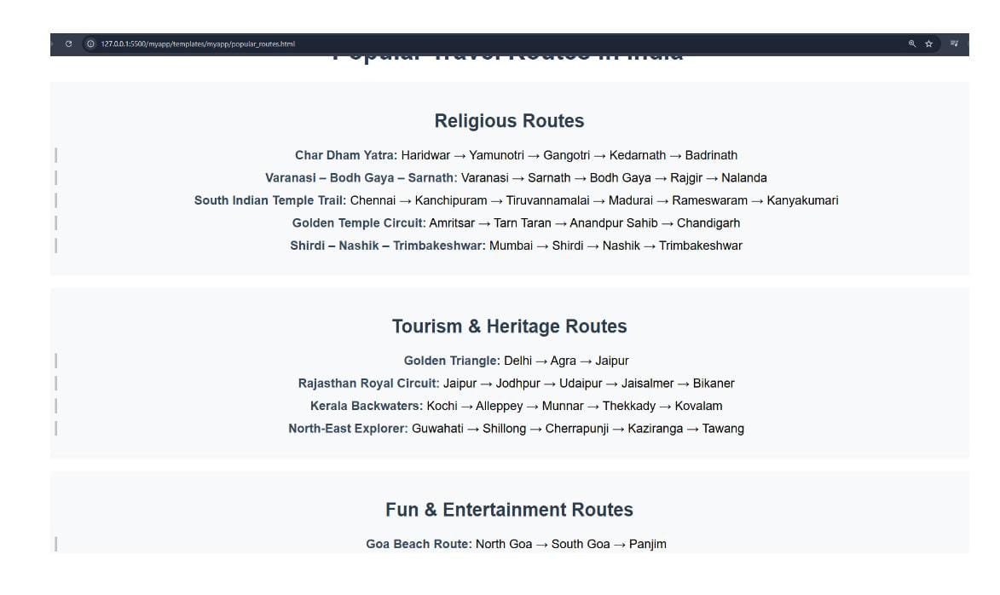 127.0.0.1:5500/myapp/templates/myapp/popular_routes.html
Popular Travel Routes in India
Religious Routes
Char Dham Yatra: Haridwar → Yamunotri → Gangotri → Kedarnath → Badrinath
Varanasi – Bodh Gaya – Sarnath: Varanasi → Sarnath → Bodh Gaya → Rajgir → Nalanda
South Indian Temple Trail: Chennai → Kanchipuram → Tiruvannamalai → Madurai → Rameswaram → Kanyakumari
Golden Temple Circuit: Amritsar → Tarn Taran → Anandpur Sahib → Chandigarh
Shirdi – Nashik – Trimbakeshwar: Mumbai → Shirdi → Nashik → Trimbakeshwar
Tourism & Heritage Routes
Golden Triangle: Delhi → Agra → Jaipur
Rajasthan Royal Circuit: Jaipur → Jodhpur → Udaipur → Jaisalmer → Bikaner
Kerala Backwaters: Kochi → Alleppey → Munnar → Thekkady → Kovalam
North-East Explorer: Guwahati → Shillong → Cherrapunji → Kaziranga → Tawang
Fun & Entertainment Routes
Goa Beach Route: North Goa → South Goa → Panjim